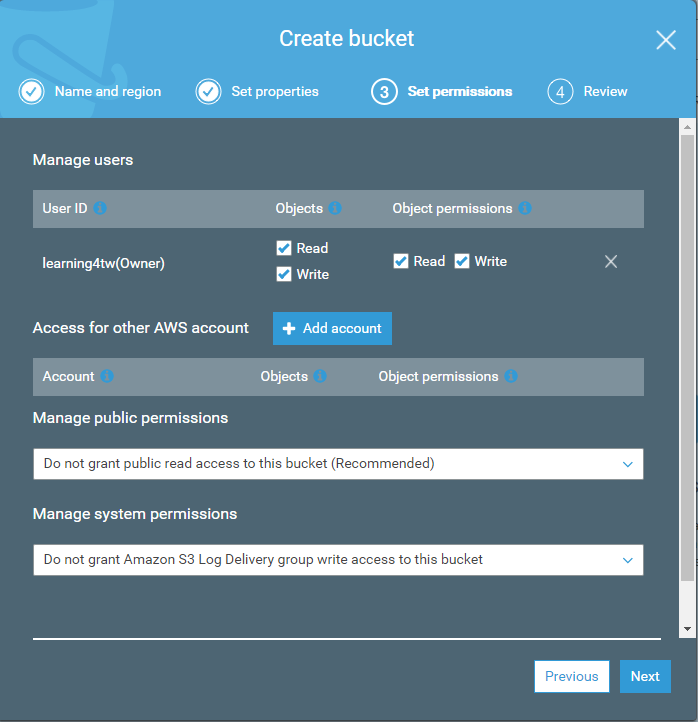 Create bucket
Name and region
Set properties
3 Set permissions
4 Review
Manage users
User ID Objects Object permissions
learning4tw(Owner) Read Read Write
Write
Access for other AWS account + Add account
Account Objects Object permissions
Manage public permissions
Do not grant public read access to this bucket (Recommended)
Manage system permissions
Do not grant Amazon S3 Log Delivery group write access to this bucket
Previous Next